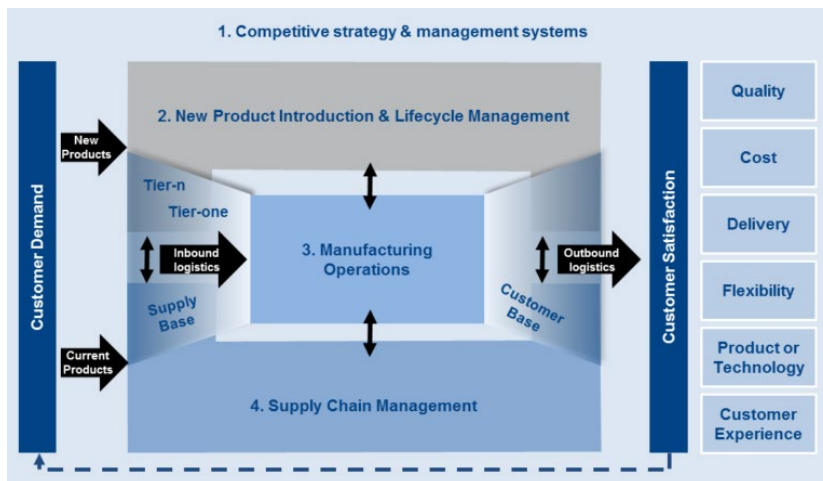 1. Competitive strategy & management systems
Customer Demand
New
Products
Current
Products
2. New Product Introduction & Lifecycle Management
Tier-n
Tier-one
Inbound
logistics
Supply
Base
3. Manufacturing
Operations
Outbound
logistics
Customer
Base
4. Supply Chain Management
Customer Satisfaction
Quality
Cost
Delivery
Flexibility
Product or
Technology
Customer
Experience